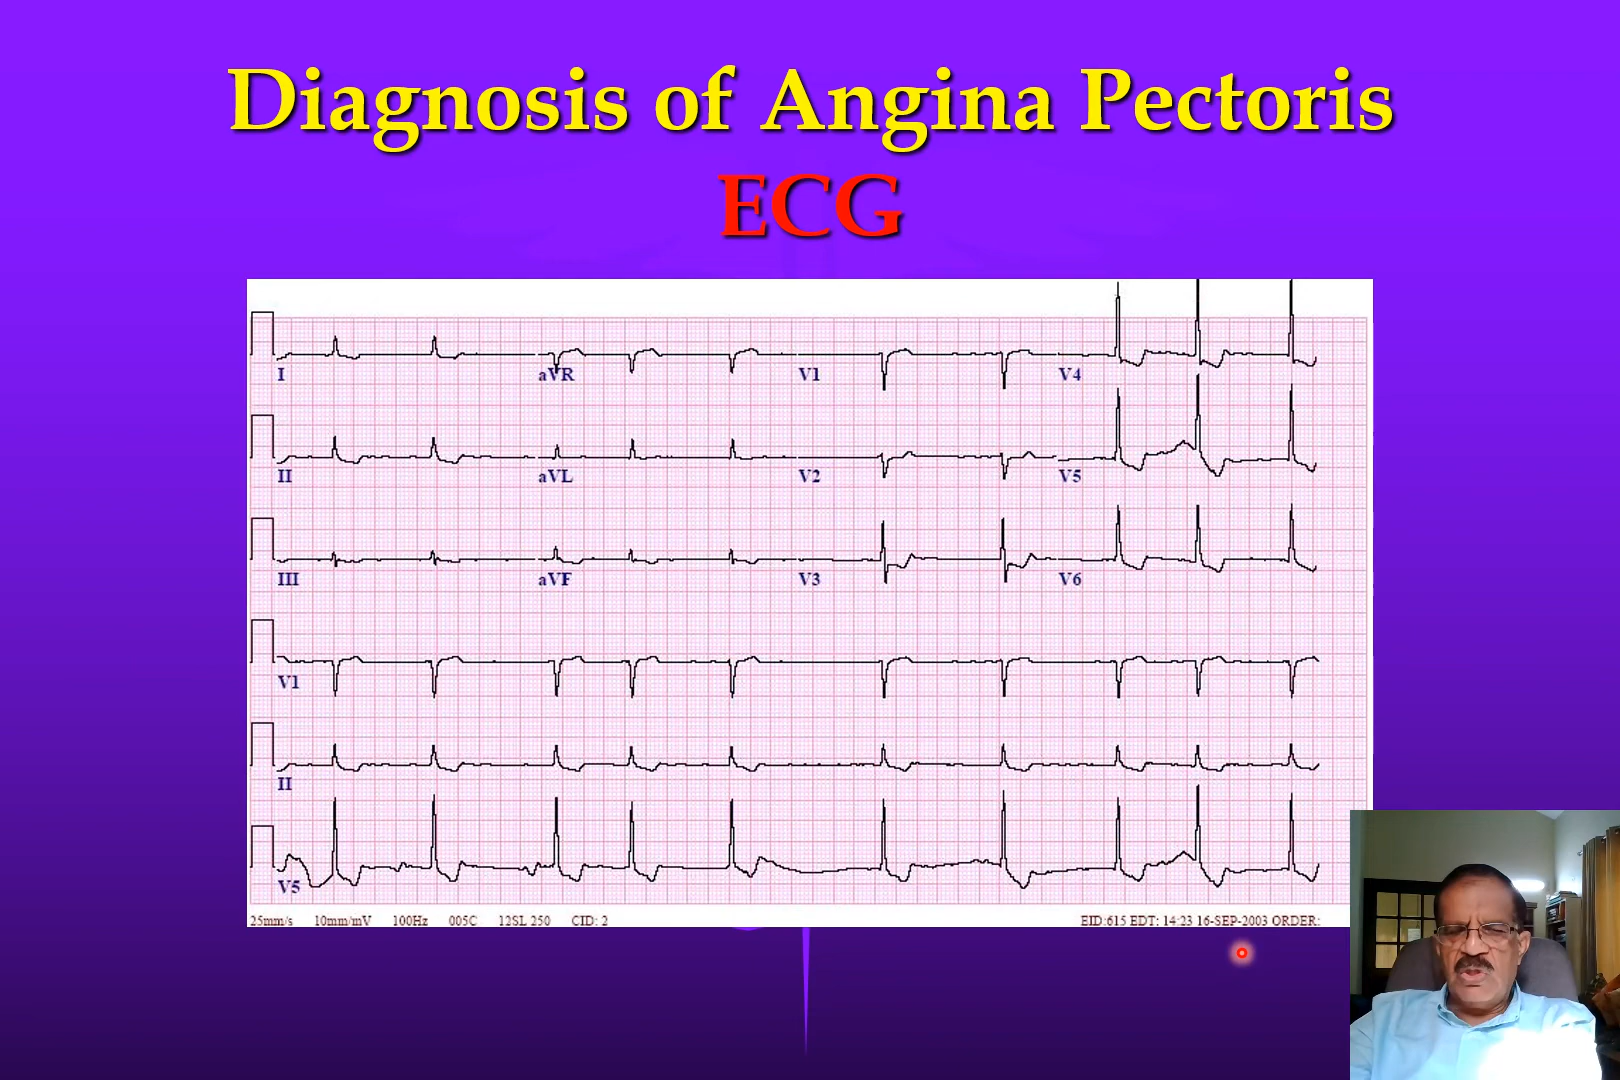 Diagnosis of Angina Pectoris
ECG
I aVR V1 V4
II aVL V2 V5
III aVF V3 V6
V1
II
V5
25mm/s 10mm/mV 100Hz 005C 12SL 250 CID: 2 EID:615 EDT: 14:23 16-SEP-2003 ORDER: